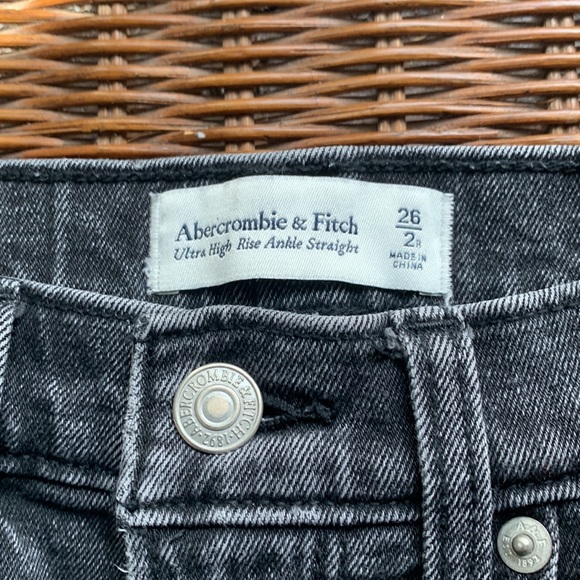 Abercrombie & Fitch
Ultra High Rise Ankle Straight
26
2R
MADE IN
CHINA
ABERCROMBIE & FITCH
·1892·
A & F
1892